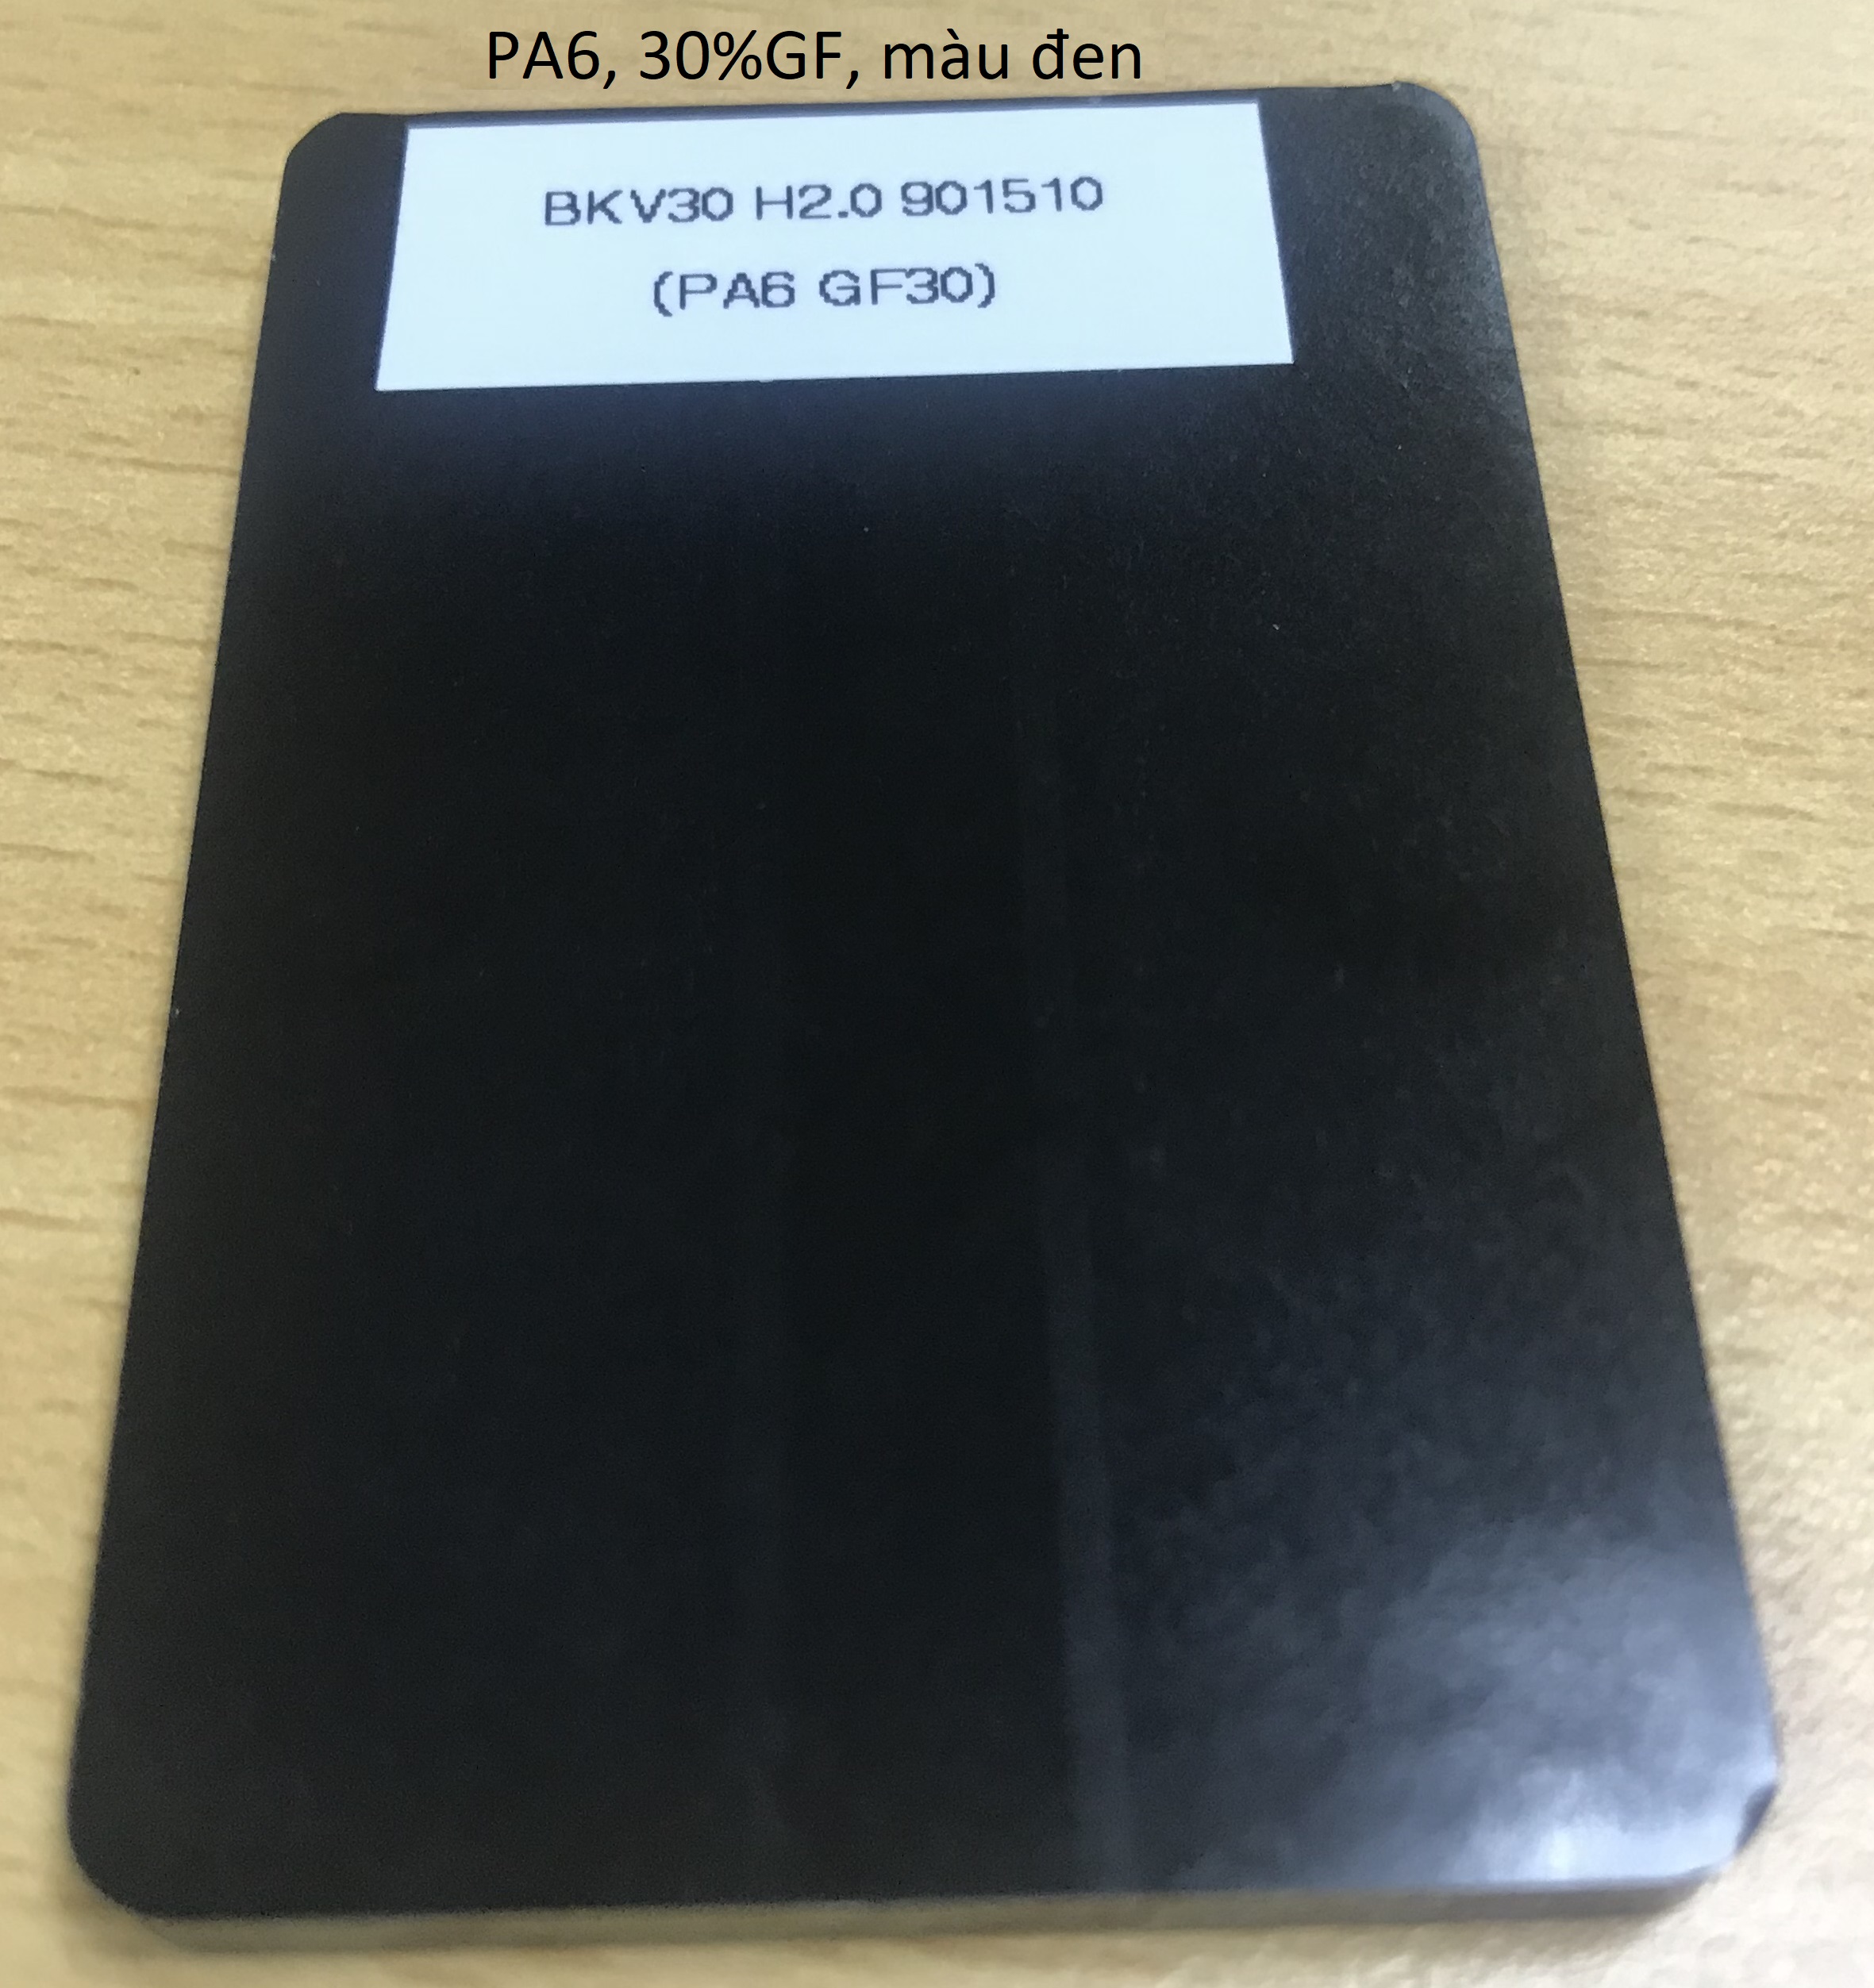 PA6, 30%GF, màu đen
BKV30 H2.0 901510
(PA6 GF30)